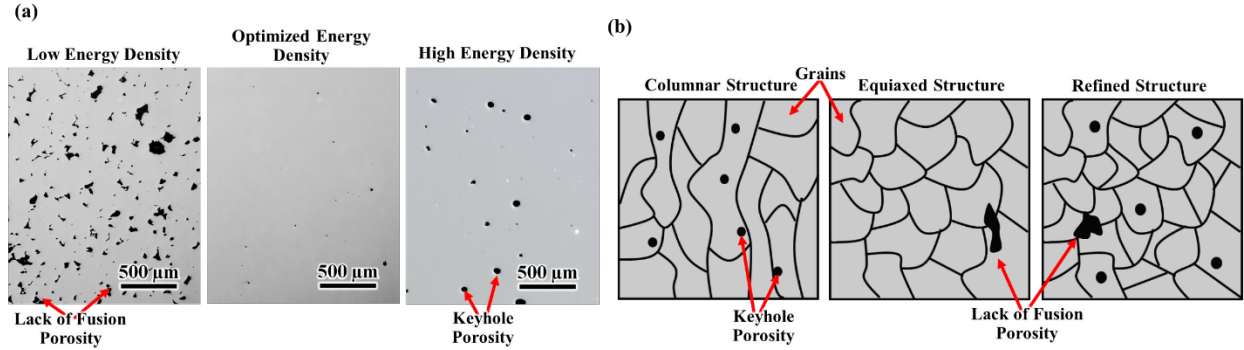 (a)
Low Energy Density
Optimized Energy
Density
High Energy Density
500 µm
500 µm
500 µm
Lack of Fusion
Porosity
Keyhole
Porosity
(b)
Grains
Columnar Structure
Equiaxed Structure
Refined Structure
Keyhole
Porosity
Lack of Fusion
Porosity